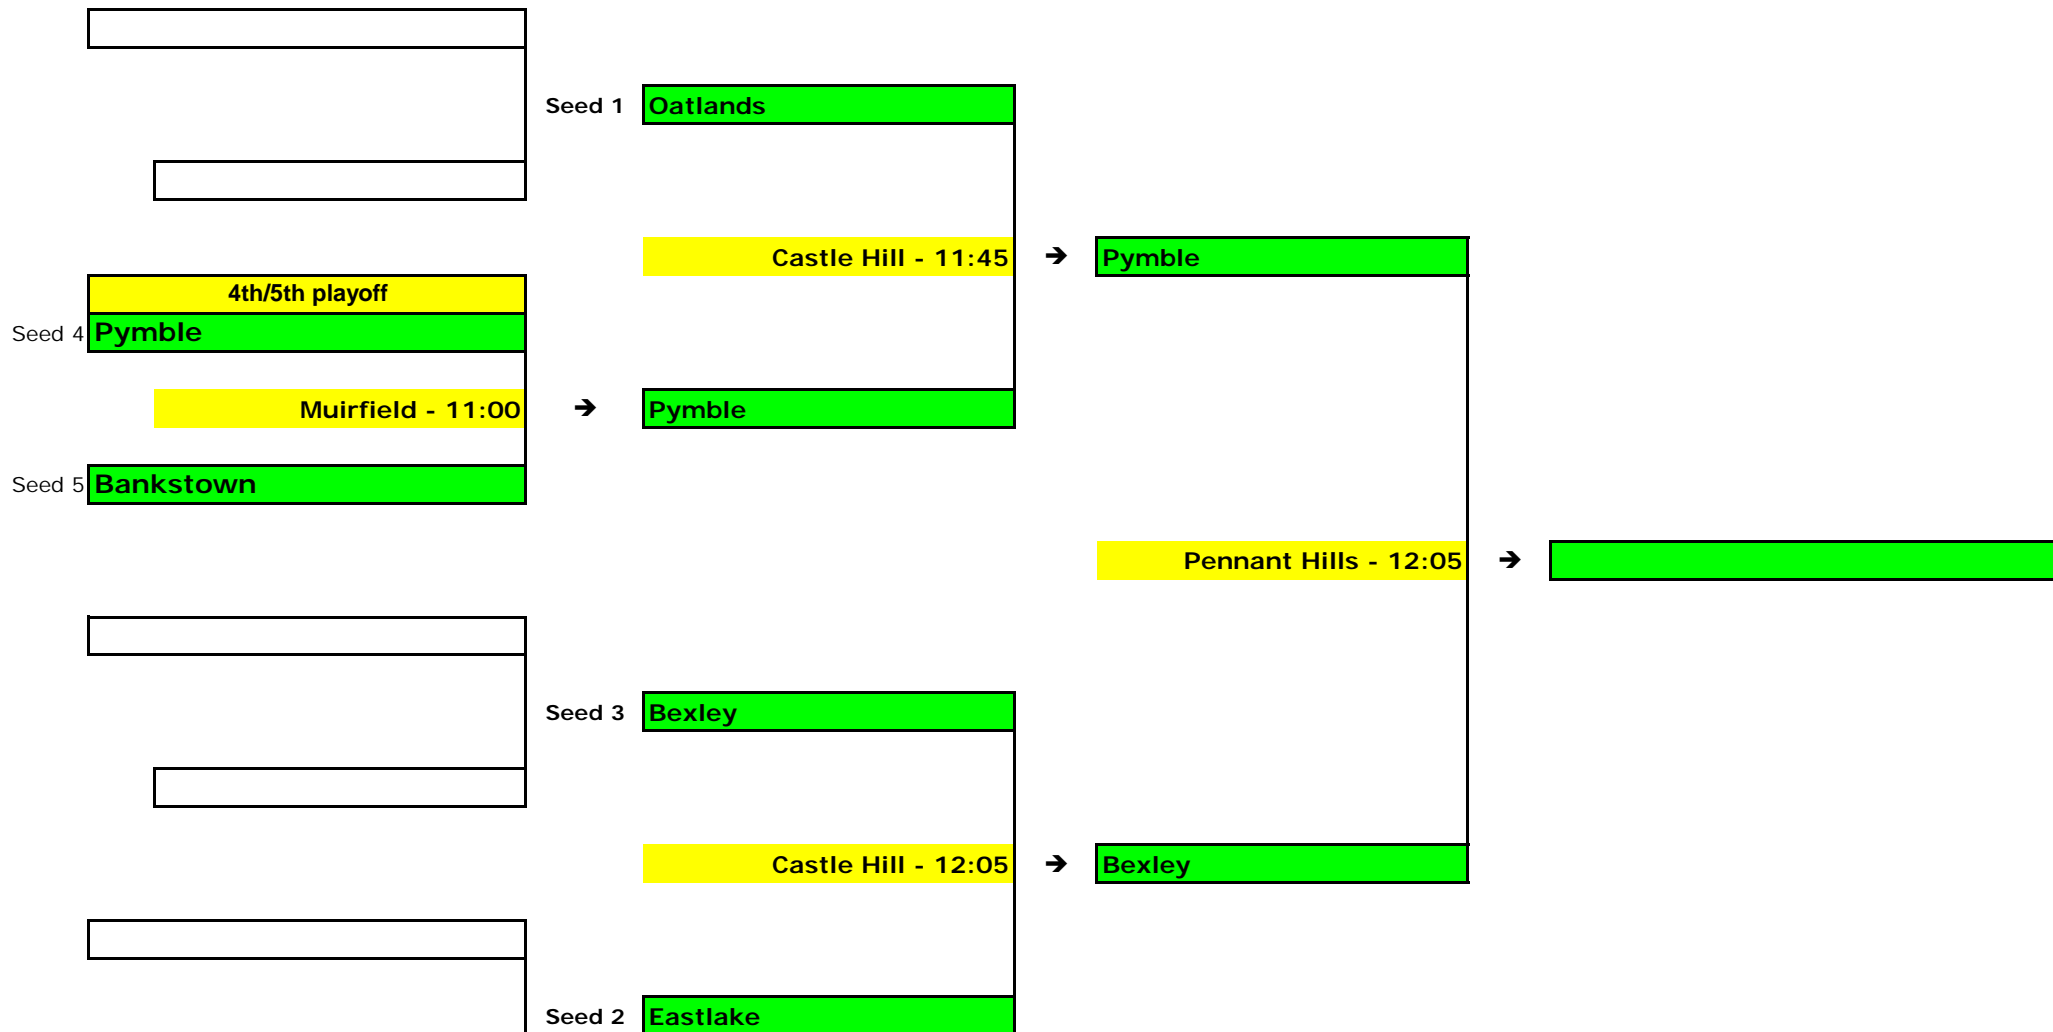 Seed 1 Oatlands
Castle Hill - 11:45 ➔ Pymble
4th/5th playoff
Seed 4 Pymble
Muirfield - 11:00 ➔ Pymble
Seed 5 Bankstown
Pennant Hills - 12:05 ➔
Seed 3 Bexley
Castle Hill - 12:05 ➔ Bexley
Seed 2 Eastlake